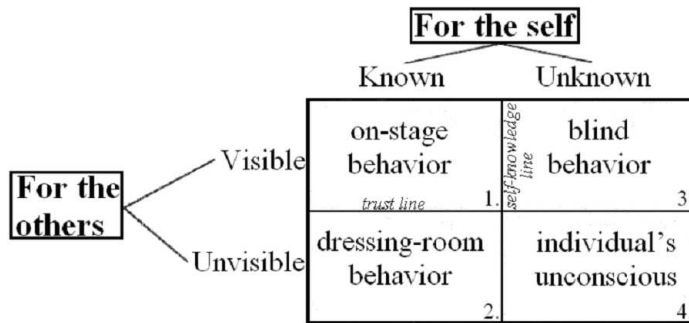 For the self
Known Unknown
on-stage blind
Visible behavior behavior
self-knowledge
line
For the
others
trust line 1. 3
dressing-room individual's
Unvisible behavior unconscious
2. 4